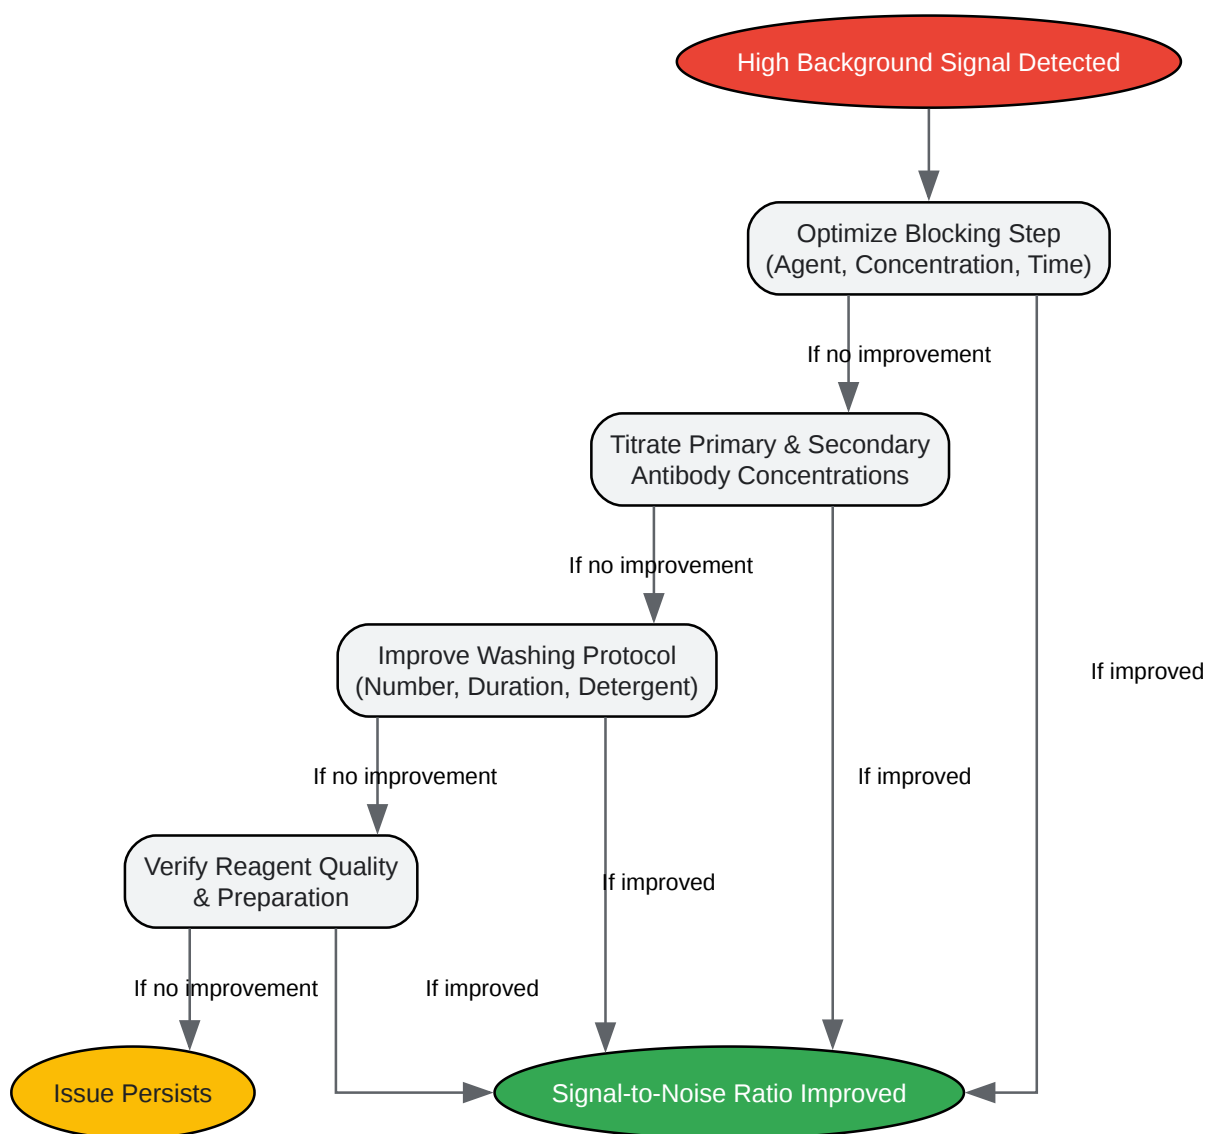 High Background Signal Detected
Optimize Blocking Step
(Agent, Concentration, Time)
If no improvement
Titrate Primary & Secondary
Antibody Concentrations
If no improvement
Improve Washing Protocol
(Number, Duration, Detergent)
If improved
If no improvement
If improved
Verify Reagent Quality
& Preparation
If improved
If no improvement
If improved
Issue Persists
Signal-to-Noise Ratio Improved